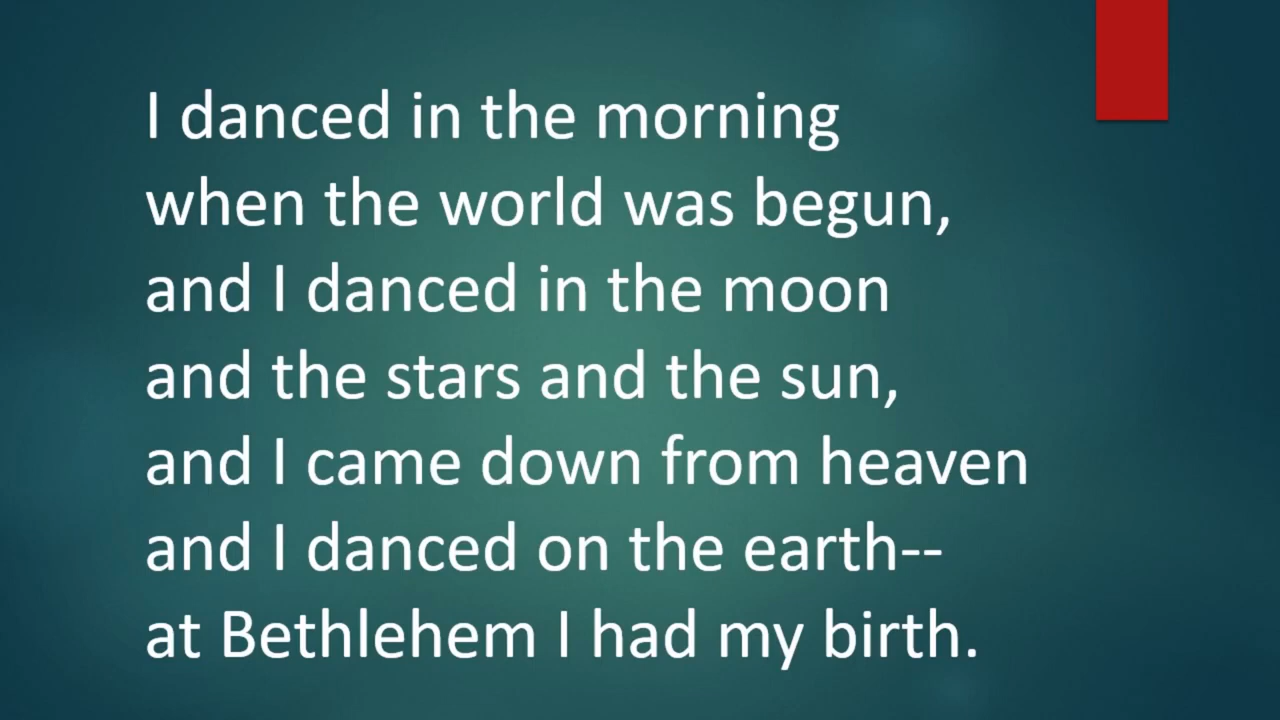 I danced in the morning
when the world was begun,
and I danced in the moon
and the stars and the sun,
and I came down from heaven
and I danced on the earth--
at Bethlehem I had my birth.